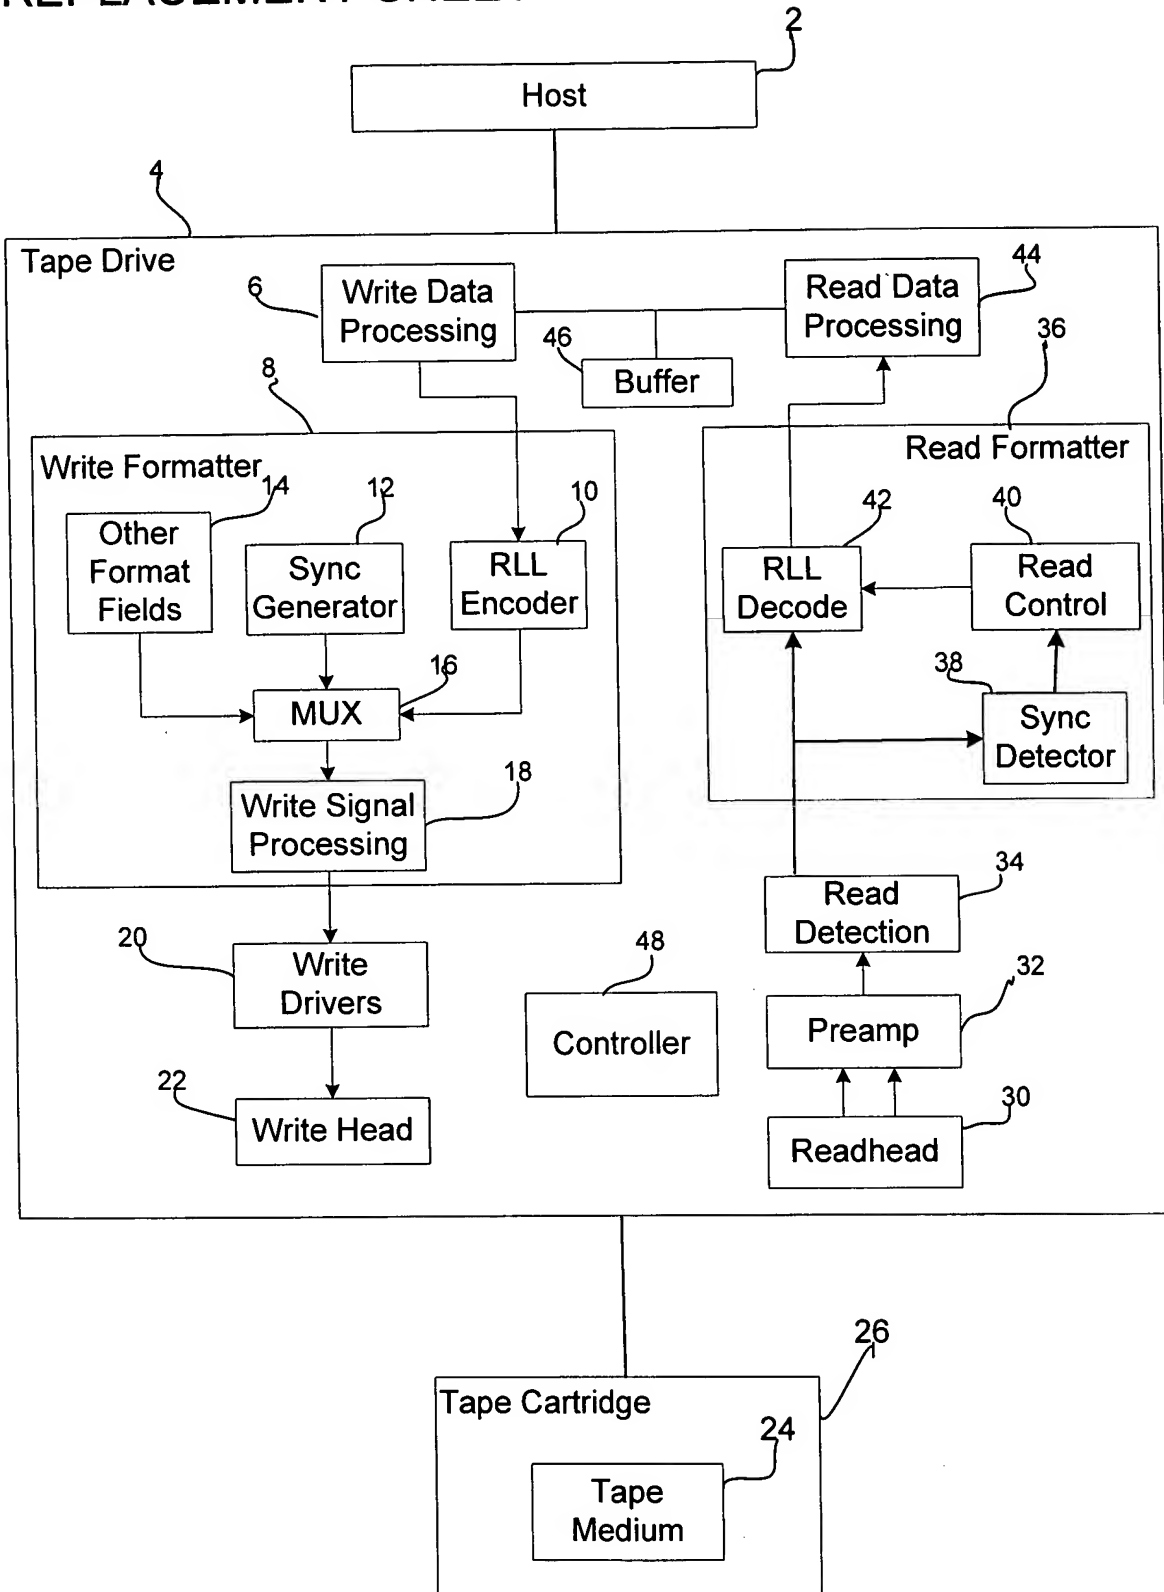 REPLACEMENT SHEET
2
Host
4
Tape Drive
6
Write Data
Processing
46
Buffer
Read Data
Processing
44
8
36
Write Formatter
14
12
10
Other
Format
Fields
Sync
Generator
RLL
Encoder
16
MUX
Write Signal
Processing
18
Read Formatter
42
40
RLL
Decode
Read
Control
38
Sync
Detector
20
Write
Drivers
48
Controller
Read
Detection
34
Preamp
32
22
Write Head
Readhead
30
26
Tape Cartridge
24
Tape
Medium